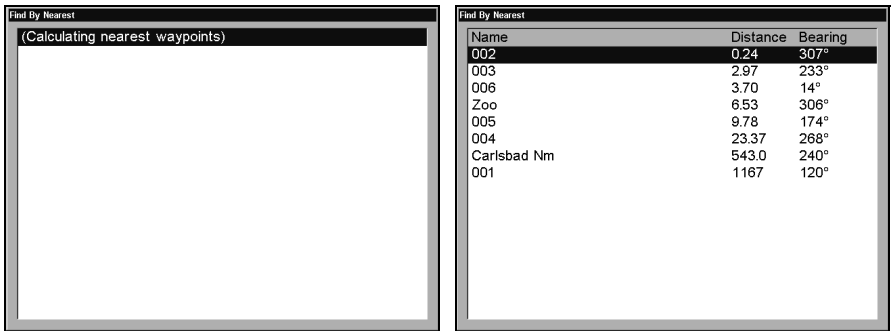 Find By Nearest
(Calculating nearest waypoints)
Find By Nearest
Name Distance Bearing
002 0.24 307°
003 2.97 233°
006 3.70 14°
Zoo 6.53 306°
005 9.78 174°
004 23.37 268°
Carlsbad Nm 543.0 240°
001 1167 120°